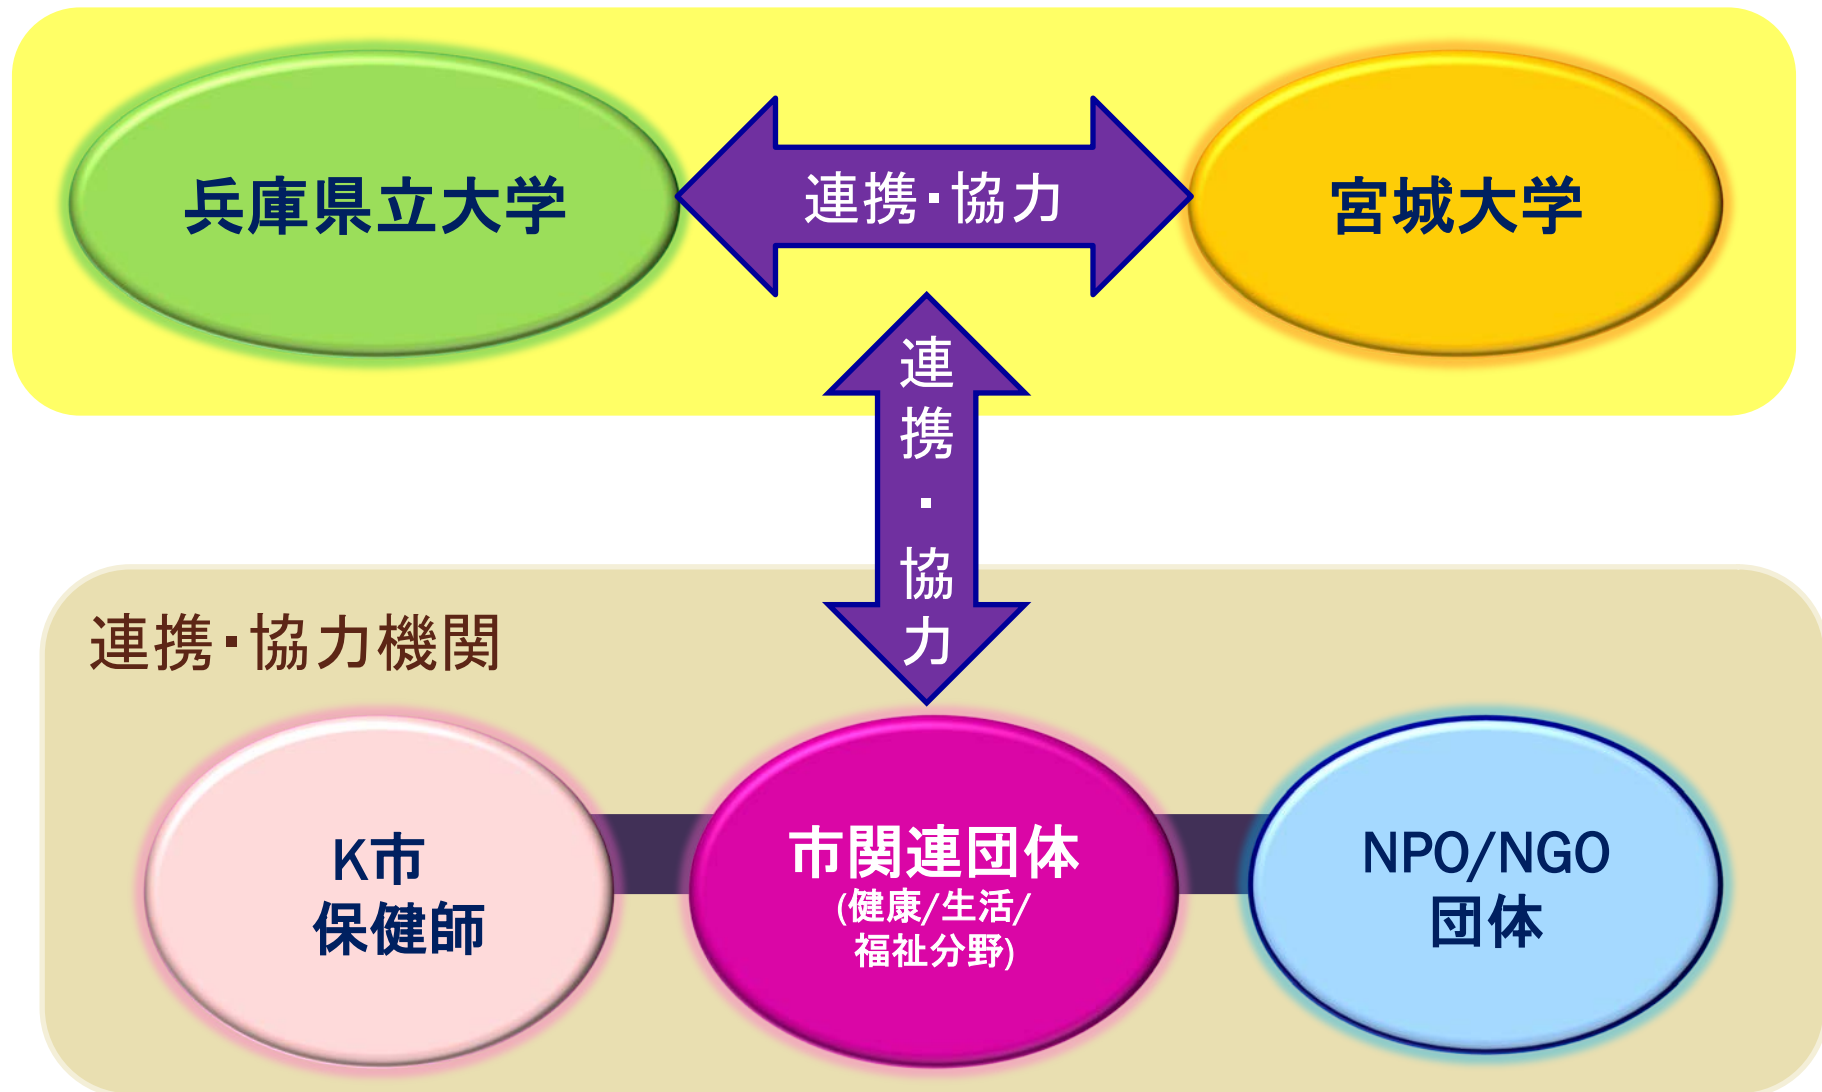 兵庫県立大学
連携・協力
宮城大学
連携・協力
連携・協力機関
K市
保健師
市関連団体
(健康/生活/
福祉分野)
NPO/NGO
団体